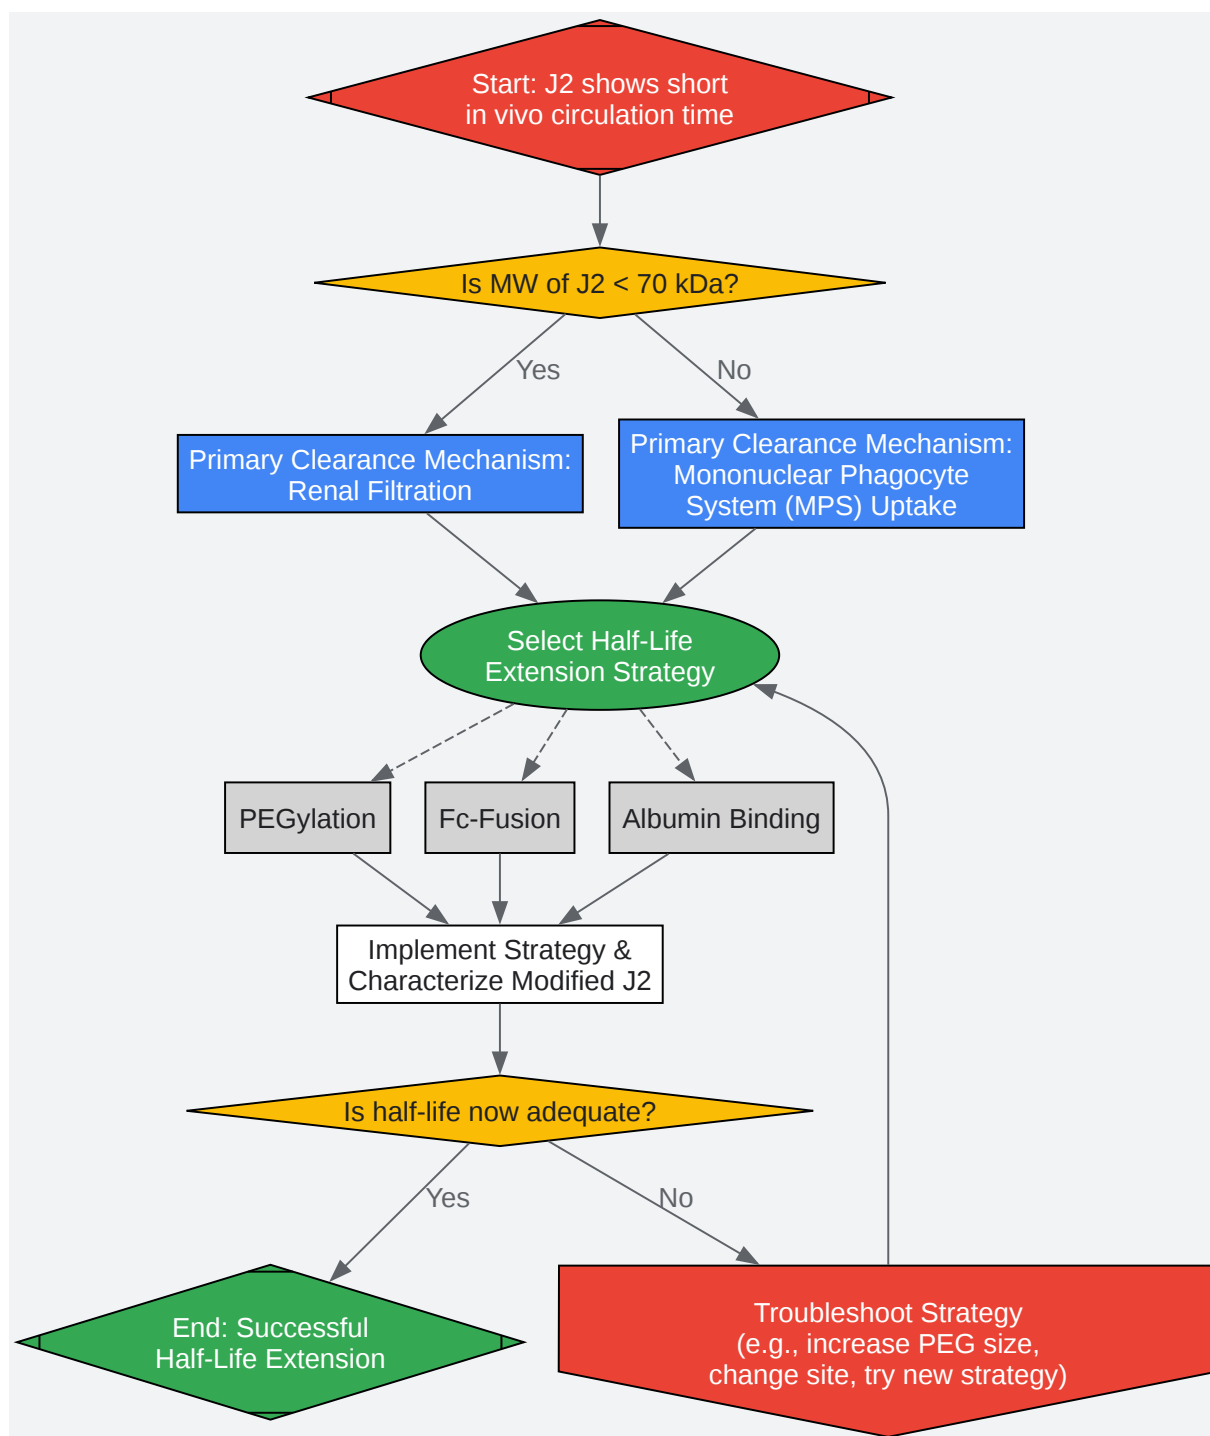 Start: J2 shows short
in vivo circulation time
Is MW of J2 < 70 kDa?
Yes
No
Primary Clearance Mechanism:
Renal Filtration
Primary Clearance Mechanism:
Mononuclear Phagocyte
System (MPS) Uptake
Select Half-Life
Extension Strategy
PEGylation
Fc-Fusion
Albumin Binding
Implement Strategy &
Characterize Modified J2
Is half-life now adequate?
Yes
No
End: Successful
Half-Life Extension
Troubleshoot Strategy
(e.g., increase PEG size,
change site, try new strategy)